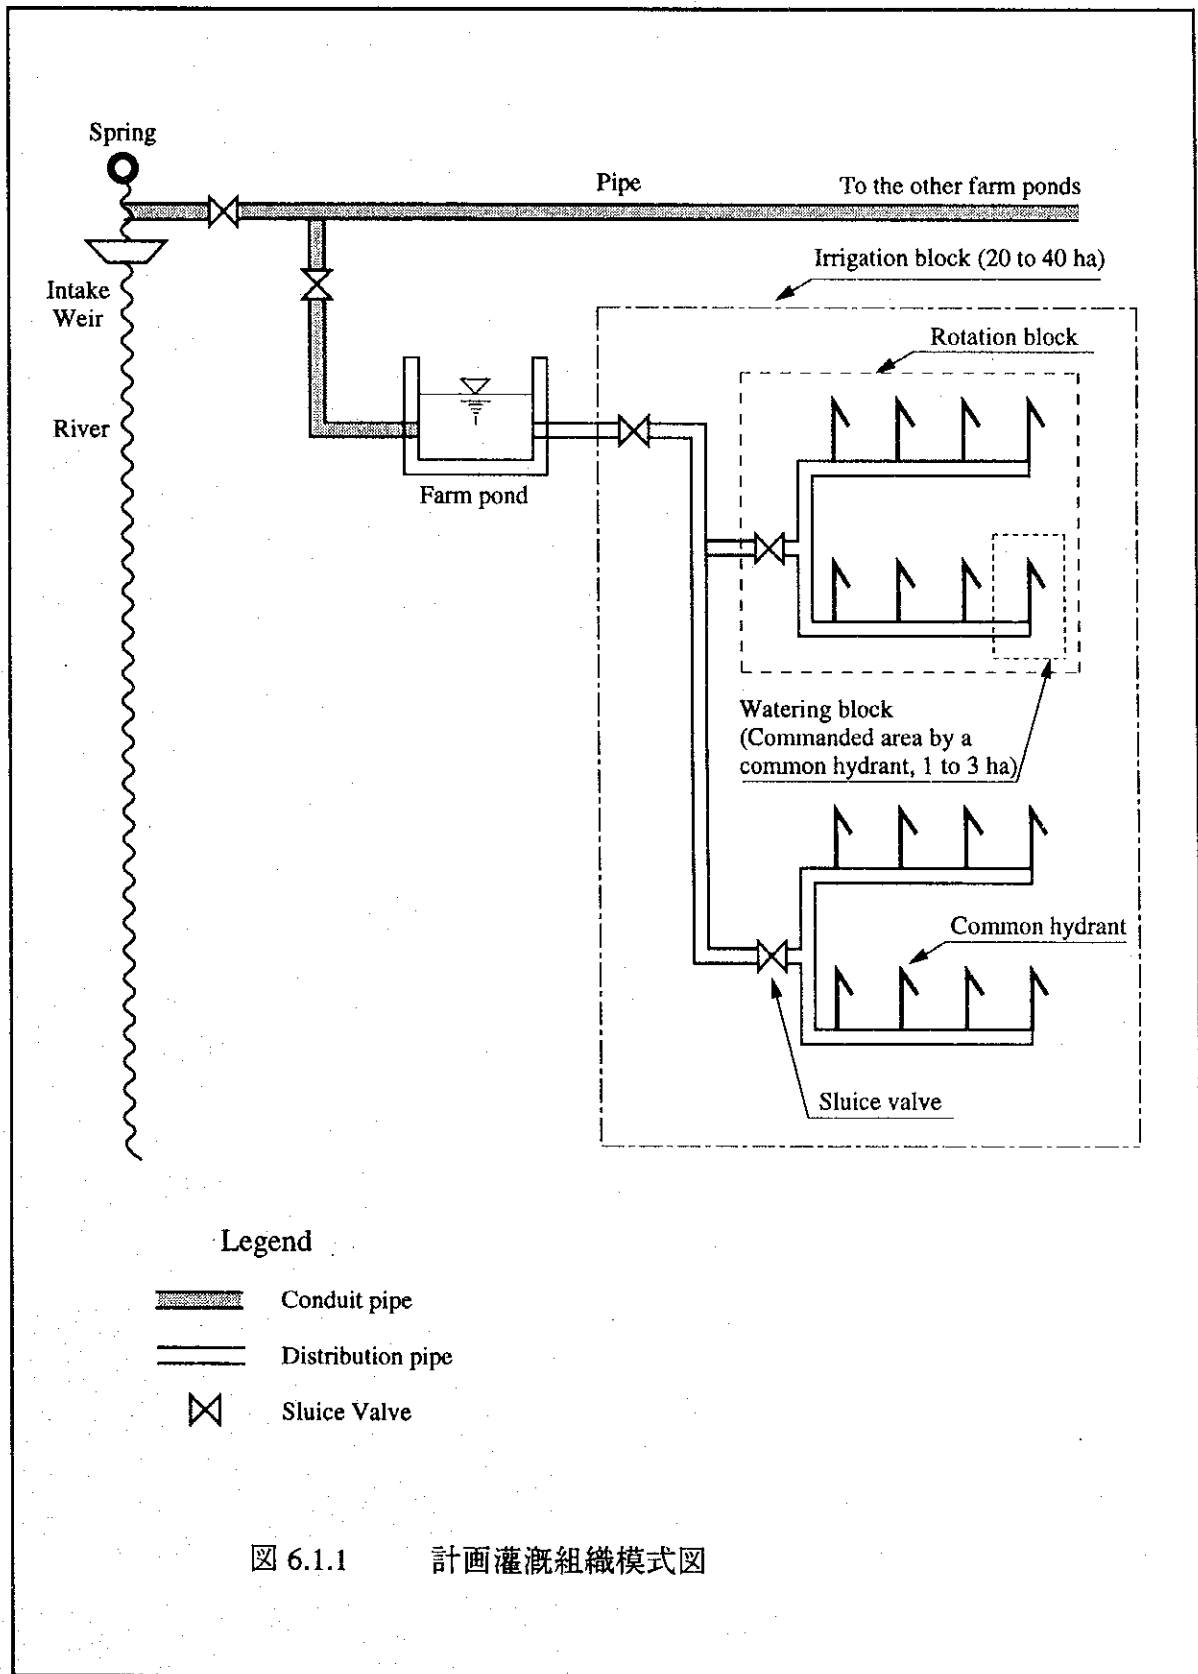 Spring
Pipe
To the other farm ponds
Irrigation block (20 to 40 ha)
Intake
Weir
Rotation block
River
Farm pond
Watering block
(Commanded area by a
common hydrant, 1 to 3 ha)
Common hydrant
Sluice valve
Legend
Conduit pipe
Distribution pipe
Sluice Valve
図 6.1.1 計画灌漑組織模式図